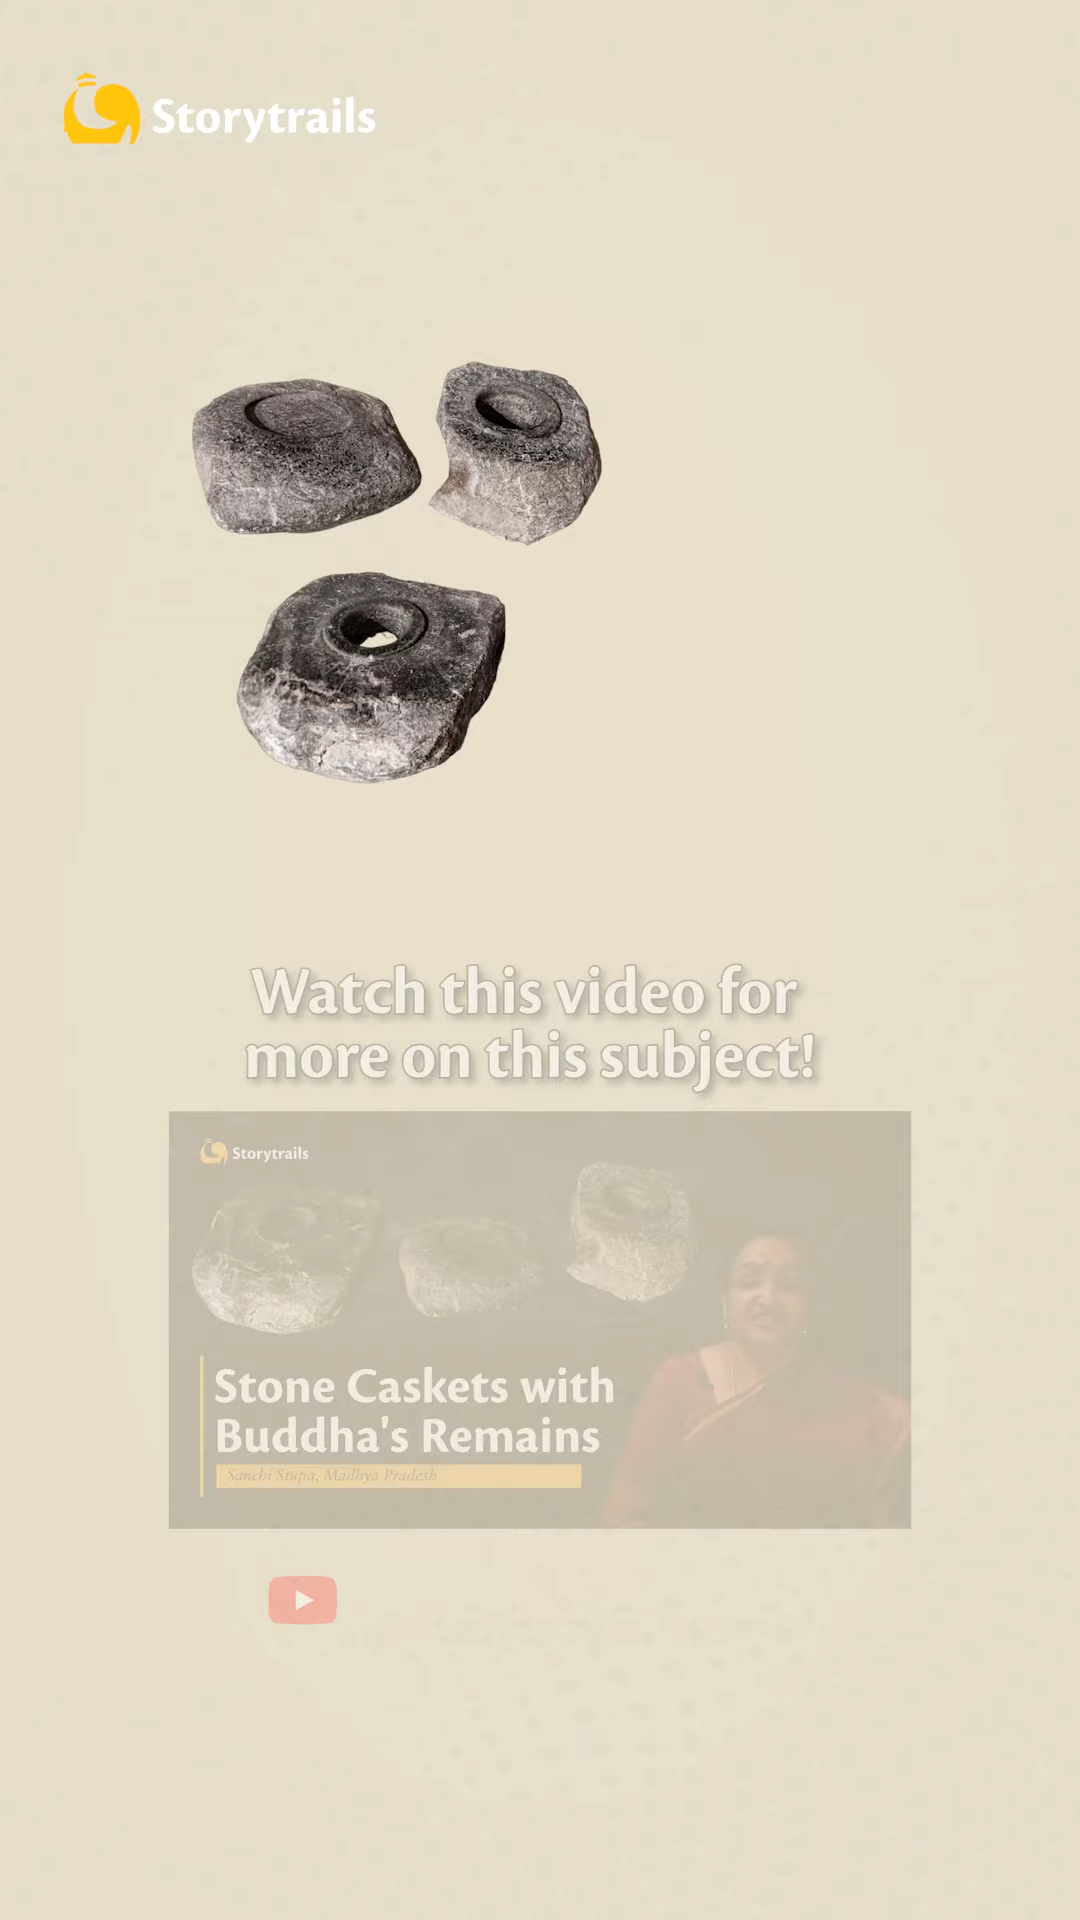 Storytrails
Watch this video for
more on this subject!
Storytrails
Stone Caskets with
Buddha's Remains
Sanchi Stupa, Madhya Pradesh